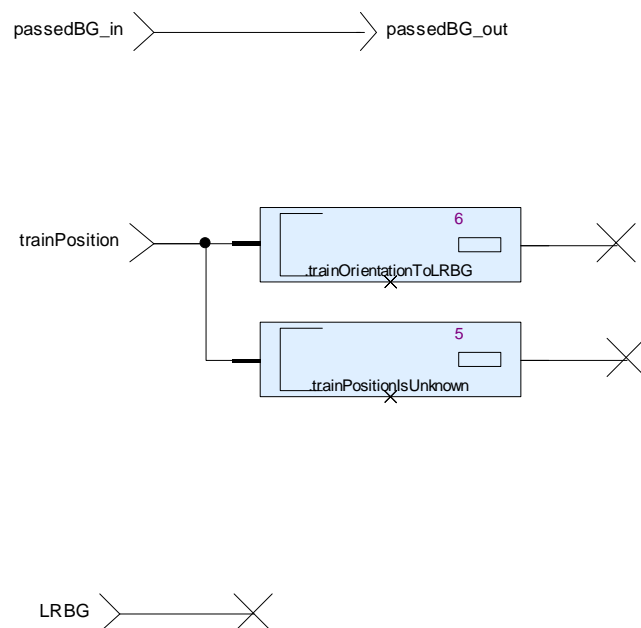 passedBG_in
passedBG_out
6
trainPosition
.trainOrientationToLRBG
5
.trainPositionIsUnknown
LRBG